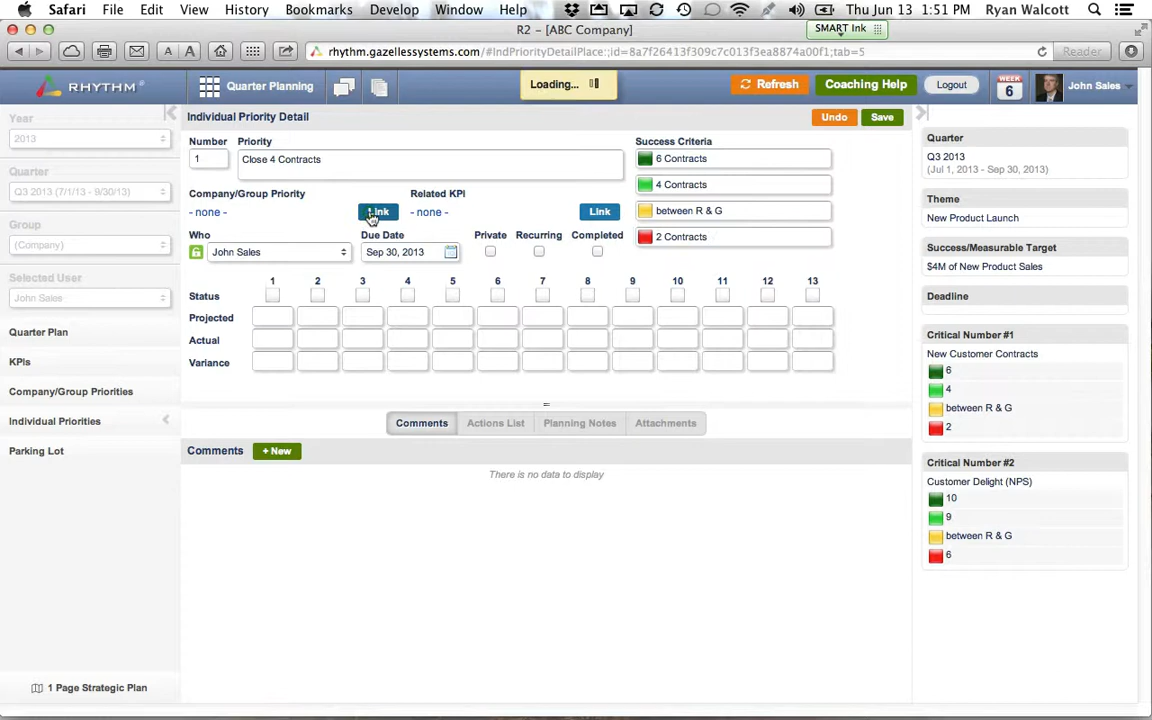 Safari File Edit View History Bookmarks Develop Window Help Thu Jun 13 1:51 PM Ryan Walcott
R2 – [ABC Company]
SMART Ink
A A
rhythm.gazellessystems.com/#IndPriorityDetailPlace:;id=8a7f26413f309c7c013f3ea8874a01f1;tab=5
Reader
RHYTHM
Quarter Planning
Loading...
Refresh
Coaching Help
Logout
WEEK
6
John Sales
Year
2013
Quarter
Q3 2013 (7/1/13 - 9/30/13)
Group
(Company)
Selected User
John Sales
Quarter Plan
KPIs
Company/Group Priorities
Individual Priorities
Parking Lot
1 Page Strategic Plan
Individual Priority Detail
Undo
Save
Number Priority Success Criteria
1 Close 4 Contracts 6 Contracts
4 Contracts
Company/Group Priority Related KPI
- none - Link - none - Link between R & G
Who Due Date Private Recurring Completed 2 Contracts
John Sales Sep 30, 2013
1 2 3 4 5 6 7 8 9 10 11 12 13
Status
Projected
Actual
Variance
Comments Actions List Planning Notes Attachments
Comments + New
There is no data to display
Quarter
Q3 2013
(Jul 1, 2013 - Sep 30, 2013)
Theme
New Product Launch
Success/Measurable Target
$4M of New Product Sales
Deadline
Critical Number #1
New Customer Contracts
6
4
between R & G
2
Critical Number #2
Customer Delight (NPS)
10
9
between R & G
6